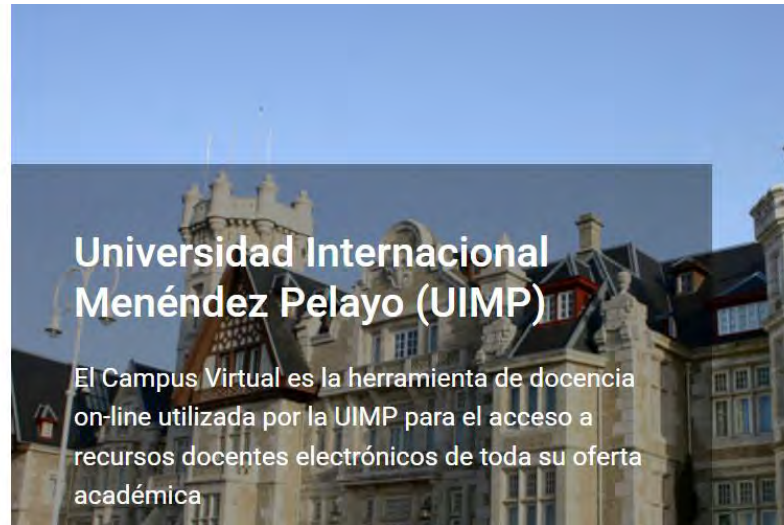 Universidad Internacional
Menéndez Pelayo (UIMP)
El Campus Virtual es la herramienta de docencia
on-line utilizada por la UIMP para el acceso a
recursos docentes electrónicos de toda su oferta
académica